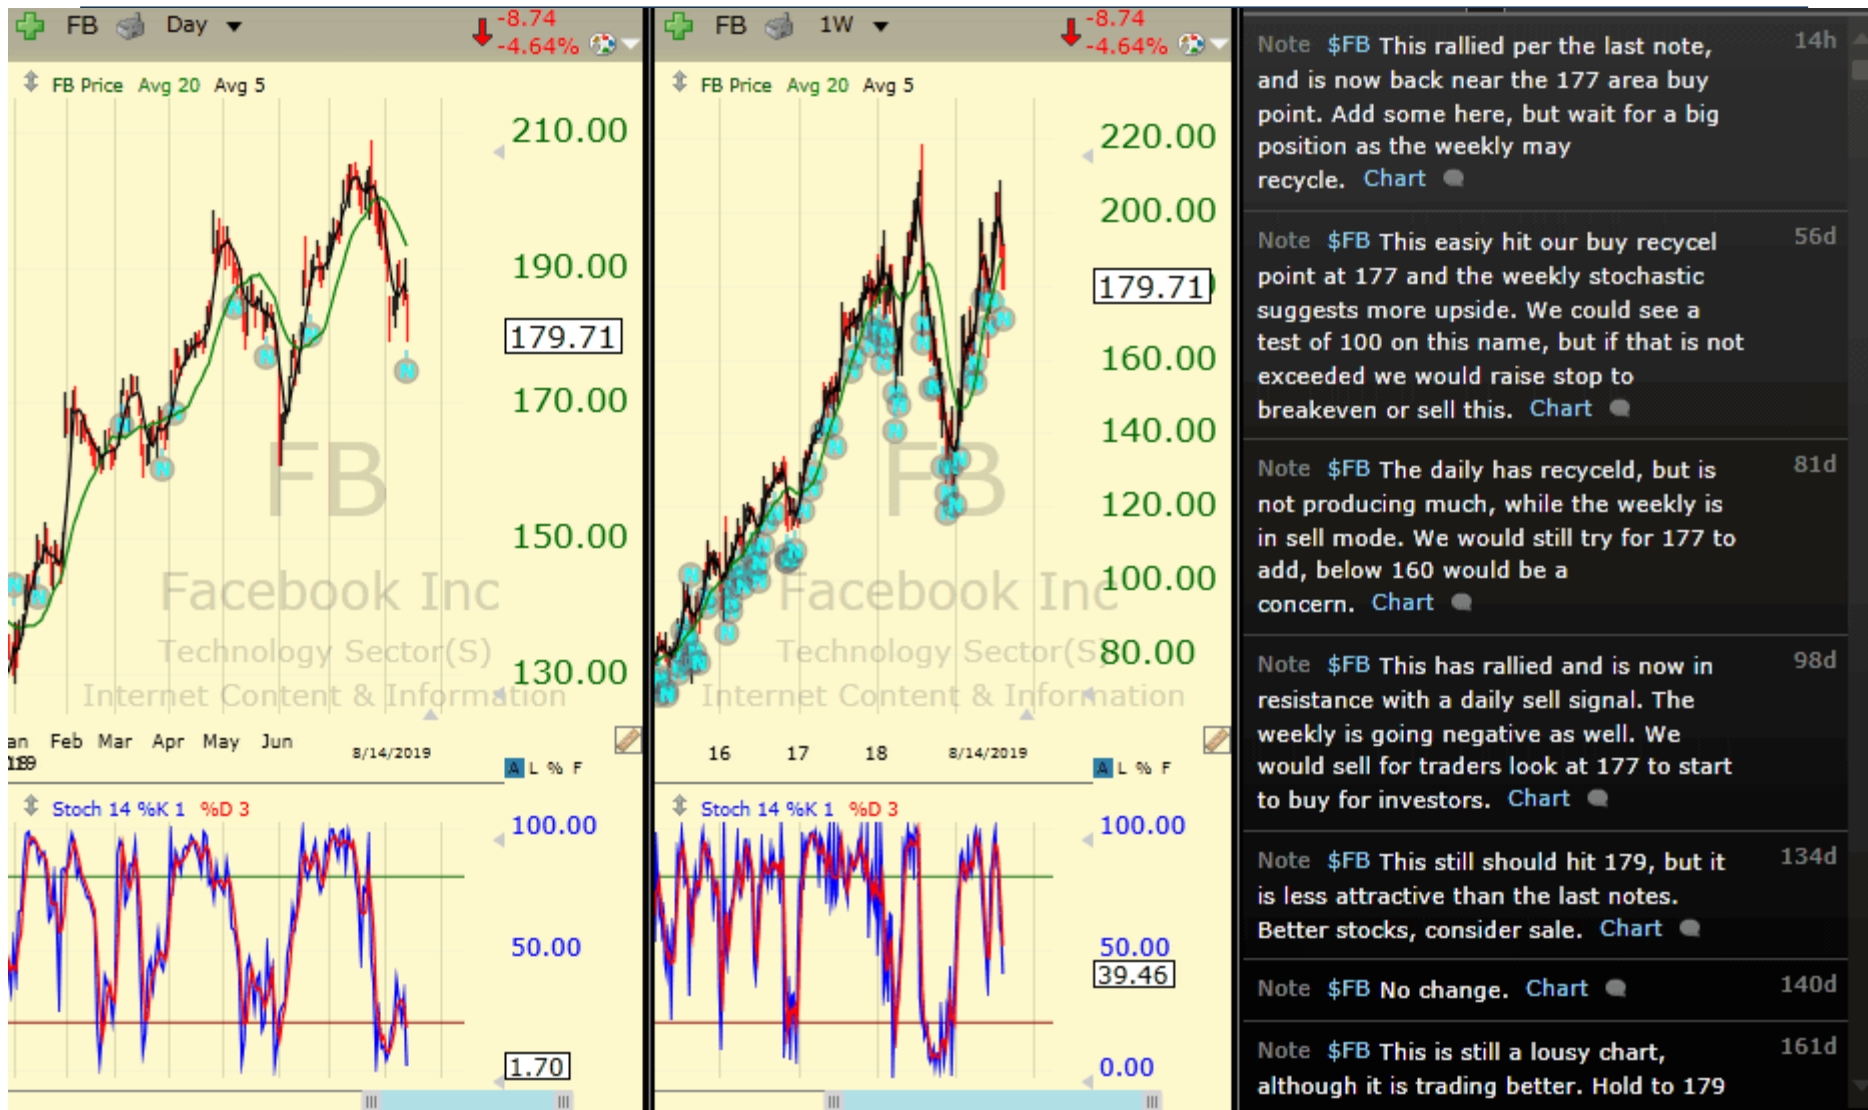 FB Day
-8.74
-4.64%
FB Price Avg 20 Avg 5
210.00
190.00
179.71
170.00
150.00
130.00
FB
Facebook Inc
Technology Sector(S)
Internet Content & Information
an Feb Mar Apr May Jun
8/14/2019
A L % F
Stoch 14 %K 1 %D 3
100.00
50.00
1.70
FB 1W
-8.74
-4.64%
FB Price Avg 20 Avg 5
220.00
200.00
179.71
160.00
140.00
120.00
100.00
80.00
FB
Facebook Inc
Technology Sector(S)
Internet Content & Information
16 17 18 8/14/2019
A L % F
Stoch 14 %K 1 %D 3
100.00
50.00
39.46
0.00
Note $FB This rallied per the last note, 14h
and is now back near the 177 area buy
point. Add some here, but wait for a big
position as the weekly may
recycle. Chart
Note $FB This easiy hit our buy recycel 56d
point at 177 and the weekly stochastic
suggests more upside. We could see a
test of 100 on this name, but if that is not
exceeded we would raise stop to
breakeven or sell this. Chart
Note $FB The daily has recyceld, but is 81d
not producing much, while the weekly is
in sell mode. We would still try for 177 to
add, below 160 would be a
concern. Chart
Note $FB This has rallied and is now in 98d
resistance with a daily sell signal. The
weekly is going negative as well. We
would sell for traders look at 177 to start
to buy for investors. Chart
Note $FB This still should hit 179, but it 134d
is less attractive than the last notes.
Better stocks, consider sale. Chart
Note $FB No change. Chart 140d
Note $FB This is still a lousy chart, 161d
although it is trading better. Hold to 179